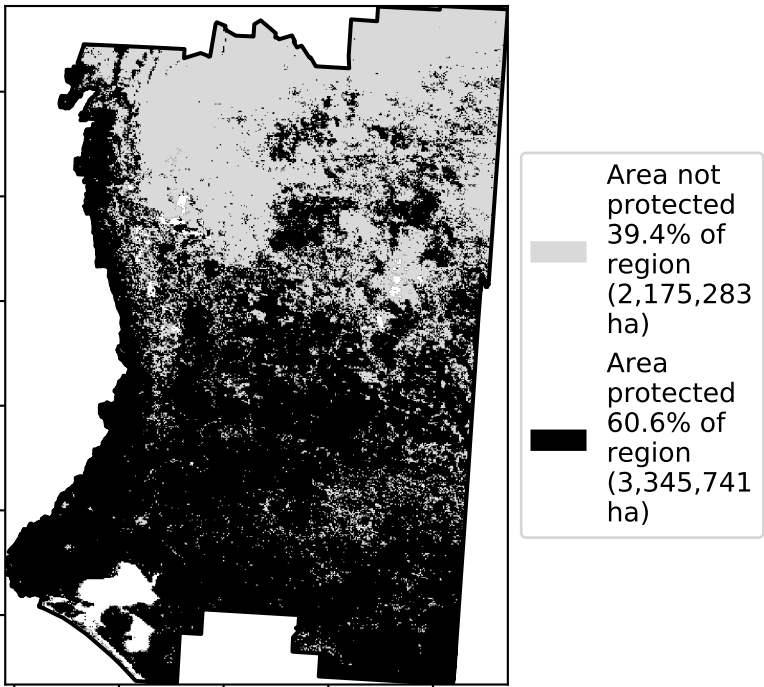 Area not
protected
39.4% of
region
(2,175,283
ha)
Area
protected
60.6% of
region
(3,345,741
ha)